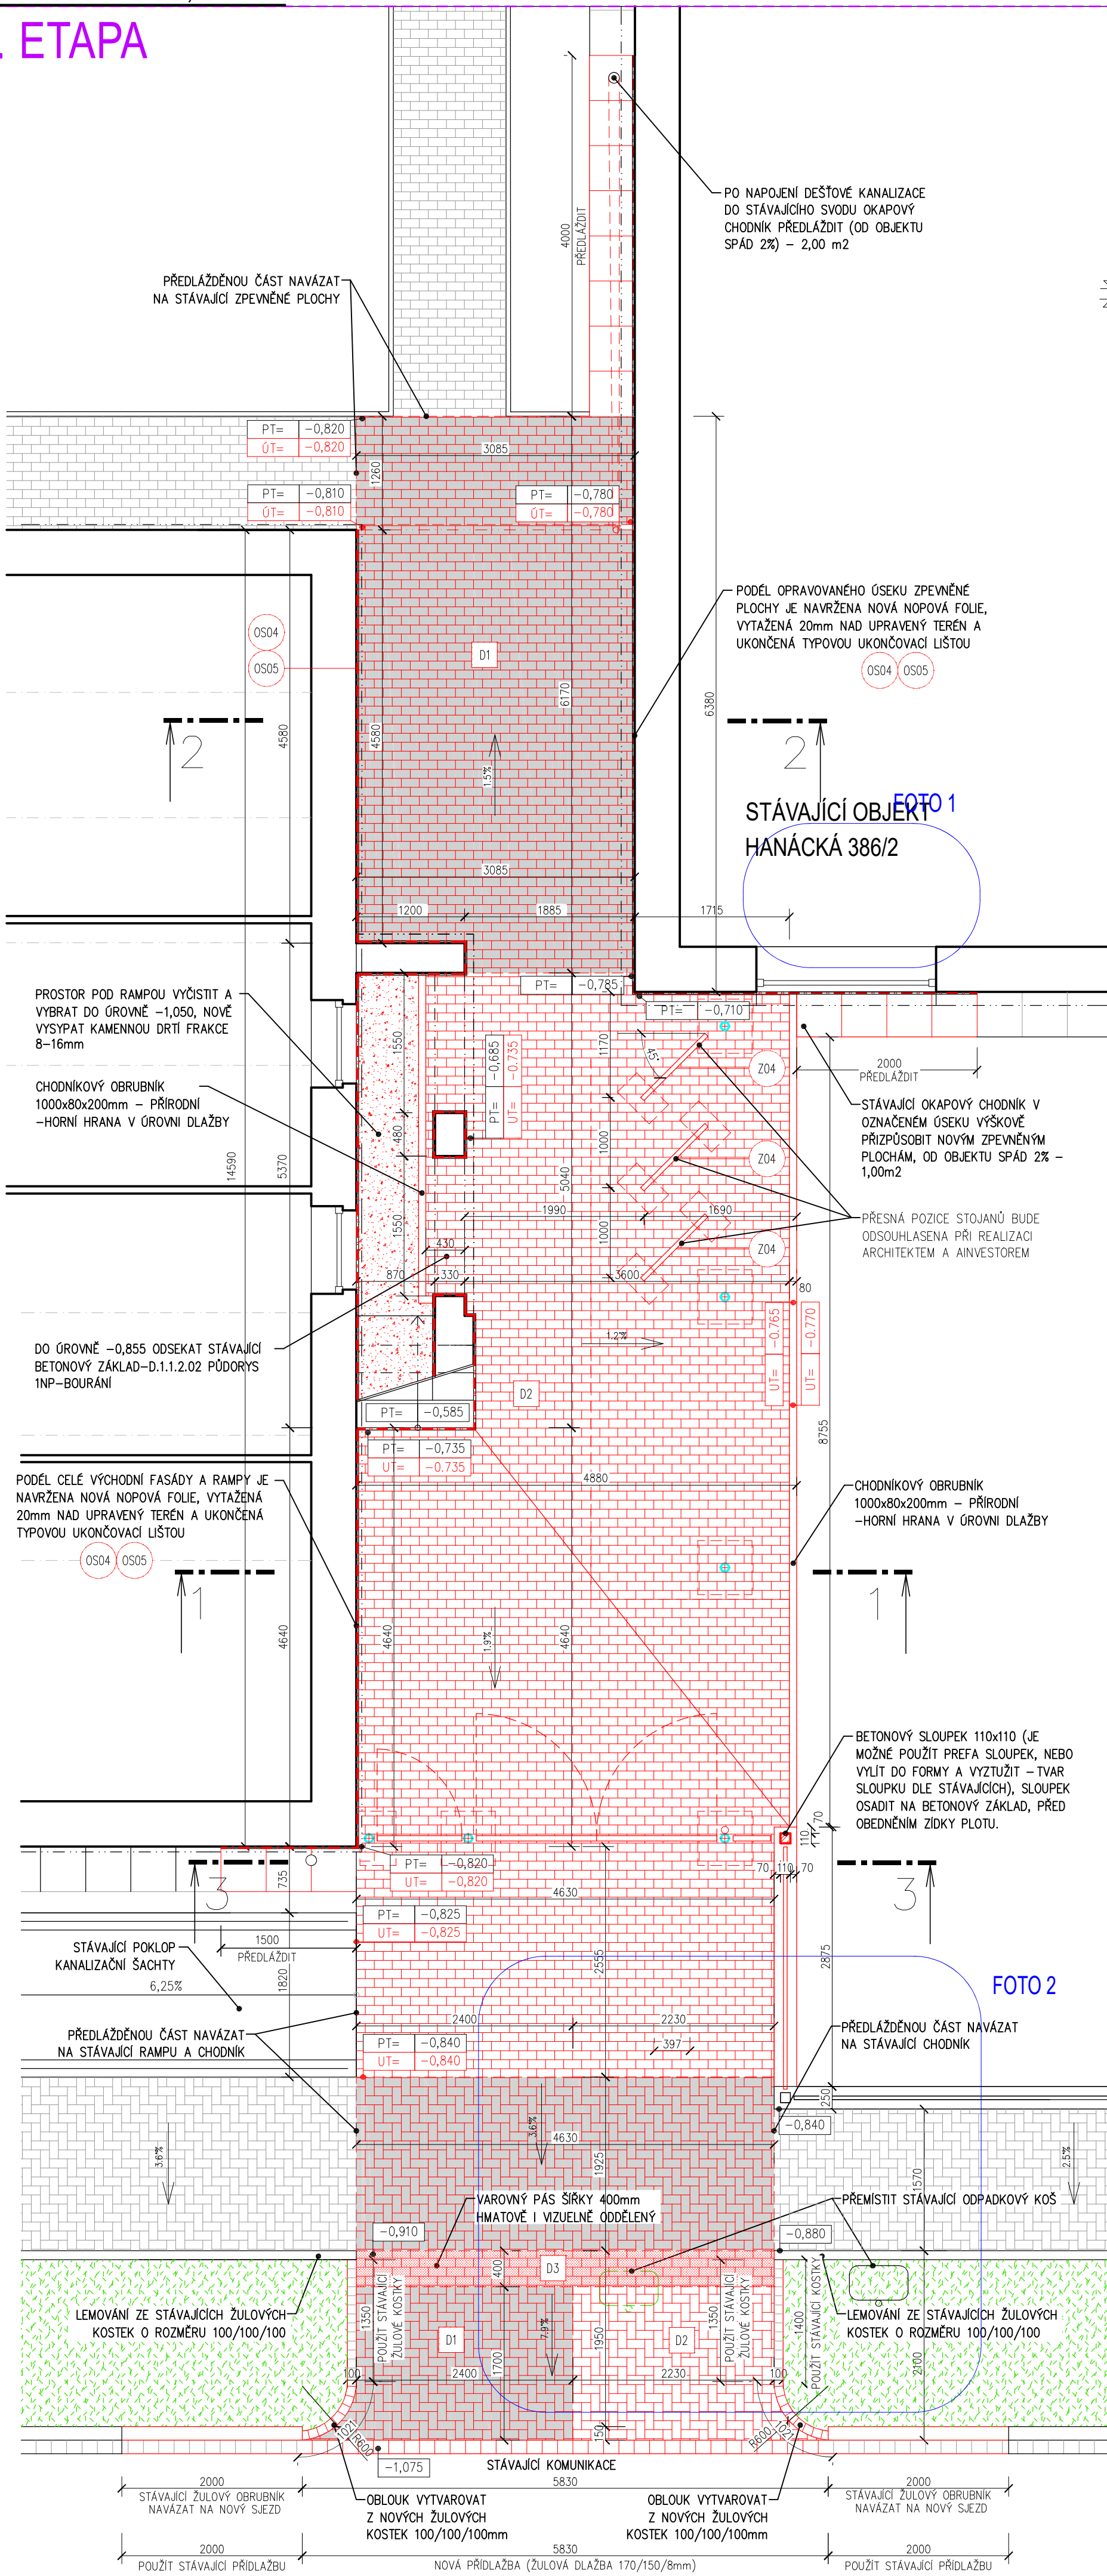 . ETAPA
PO NAPOJENÍ DEŠŤOVÉ KANALIZACE
DO STÁVAJÍCÍHO SVODU OKAPOVÝ
CHODNÍK PŘEDLÁŽDIT (OD OBJEKTU
SPÁD 2%) – 2,00 m2
4000
PŘEDLÁŽDIT
PŘEDLÁŽDĚNOU ČÁST NAVÁZAT
NA STÁVAJÍCÍ ZPEVNĚNÉ PLOCHY
PT= -0,820
ÚT= -0,820
3085
1260
PT= -0,810
ÚT= -0,810
PT= -0,780
ÚT= -0,780
PODÉL OPRAVOVANÉHO ÚSEKU ZPEVNĚNÉ
PLOCHY JE NAVRŽENA NOVÁ NOPOVÁ FOLIE,
VYTAŽENÁ 20mm NAD UPRAVENÝ TERÉN A
UKONČENÁ TYPOVOU UKONČOVACÍ LIŠTOU
OS04 OS05
OS04
OS05
D1
6170
6380
4580
4580
2
2
1.5%
STÁVAJÍCÍ OBJEKT
HANÁCKÁ 386/2
FOTO 1
3085
1200
1885
1715
PT= -0,785
PT= -0,710
PROSTOR POD RAMPOU VYČISTIT A
VYBRAT DO ÚROVNĚ -1,050, NOVĚ
VYSYPAT KAMENNOU DRTÍ FRAKCE
8-16mm
1550
PT= -0,685
UT= -0,735
1170
45°
Z04
2000
PŘEDLÁŽDIT
CHODNÍKOVÝ OBRUBNÍK
1000x80x200mm – PŘÍRODNÍ
-HORNÍ HRANA V ÚROVNI DLAŽBY
STÁVAJÍCÍ OKAPOVÝ CHODNÍK V
OZNAČENÉM ÚSEKU VÝŠKOVĚ
PŘIZPŮSOBIT NOVÝM ZPEVNĚNÝM
PLOCHÁM, OD OBJEKTU SPÁD 2% –
1,00m2
480
1000
Z04
14590
5370
5040
1990
1690
PŘESNÁ POZICE STOJANŮ BUDE
ODSOUHLASENA PŘI REALIZACI
ARCHITEKTEM A AINVESTOREM
1550
1000
Z04
430
870
330
3600
80
UT= -0.765
UT= -0.770
DO ÚROVNĚ -0,855 ODSEKAT STÁVAJÍCÍ
BETONOVÝ ZÁKLAD-D.1.1.2.02 PŮDORYS
1NP-BOURÁNÍ
1.2%
D2
PT= -0,585
8755
PT= -0,735
UT= -0.735
4880
PODÉL CELÉ VÝCHODNÍ FASÁDY A RAMPY JE
NAVRŽENA NOVÁ NOPOVÁ FOLIE, VYTAŽENÁ
20mm NAD UPRAVENÝ TERÉN A UKONČENÁ
TYPOVOU UKONČOVACÍ LIŠTOU
OS04 OS05
CHODNÍKOVÝ OBRUBNÍK
1000x80x200mm – PŘÍRODNÍ
-HORNÍ HRANA V ÚROVNI DLAŽBY
1
1
4640
4640
1.9%
4640
BETONOVÝ SLOUPEK 110x110 (JE
MOŽNÉ POUŽÍT PREFA SLOUPEK, NEBO
VYLÍT DO FORMY A VYZTUŽIT – TVAR
SLOUPKU DLE STÁVAJÍCÍCH), SLOUPEK
OSADIT NA BETONOVÝ ZÁKLAD, PŘED
OBEDNĚNÍM ZÍDKY PLOTU.
70
110
PT= -0,820
UT= -0,820
70 110 70
735
3
3
4630
PT= -0,825
UT= -0,825
1500
PŘEDLÁŽDIT
STÁVAJÍCÍ POKLOP
KANALIZAČNÍ ŠACHTY
6,25%
1820
2555
2875
FOTO 2
2400
2230
PŘEDLÁŽDĚNOU ČÁST NAVÁZAT
NA STÁVAJÍCÍ RAMPU A CHODNÍK
PT= -0,840
UT= -0,840
397
PŘEDLÁŽDĚNOU ČÁST NAVÁZAT
NA STÁVAJÍCÍ CHODNÍK
250
-0,840
3.6%
3.6%
4630
1925
1570
2.5%
VAROVNÝ PÁS ŠÍŘKY 400mm
HMATOVĚ I VIZUELNĚ ODDĚLENÝ
PŘEMÍSTIT STÁVAJÍCÍ ODPADKOVÝ KOŠ
-0,910
-0,880
400
D3
LEMOVÁNÍ ZE STÁVAJÍCÍCH ŽULOVÝCH
KOSTEK O ROZMĚRU 100/100/100
1350
POUŽÍT STÁVAJÍCÍ
ŽULOVÉ KOSTKY
D1
7.9%
1950
D2
1350
POUŽÍT STÁVAJÍCÍ
ŽULOVÉ KOSTKY
1400
POUŽÍT STÁVAJÍCÍ KOSTKY
LEMOVÁNÍ ZE STÁVAJÍCÍCH ŽULOVÝCH
KOSTEK O ROZMĚRU 100/100/100
100
2400
1700
2230
100
2100
1021
R600
150
R600
1021
-1,075
STÁVAJÍCÍ KOMUNIKACE
2000
5830
2000
STÁVAJÍCÍ ŽULOVÝ OBRUBNÍK
NAVÁZAT NA NOVÝ SJEZD
OBLOUK VYTVAROVAT
Z NOVÝCH ŽULOVÝCH
KOSTEK 100/100/100mm
OBLOUK VYTVAROVAT
Z NOVÝCH ŽULOVÝCH
KOSTEK 100/100/100mm
STÁVAJÍCÍ ŽULOVÝ OBRUBNÍK
NAVÁZAT NA NOVÝ SJEZD
2000
5830
2000
POUŽÍT STÁVAJÍCÍ PŘÍDLAŽBU
NOVÁ PŘÍDLAŽBA (ŽULOVÁ DLAŽBA 170/150/8mm)
POUŽÍT STÁVAJÍCÍ PŘÍDLAŽBU